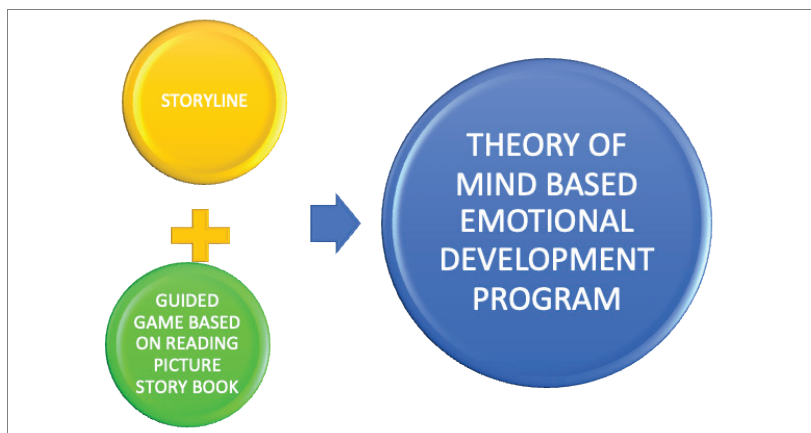 STORYLINE
GUIDED
GAME BASED
ON READING
PICTURE
STORY BOOK
THEORY OF
MIND BASED
EMOTIONAL
DEVELOPMENT
PROGRAM